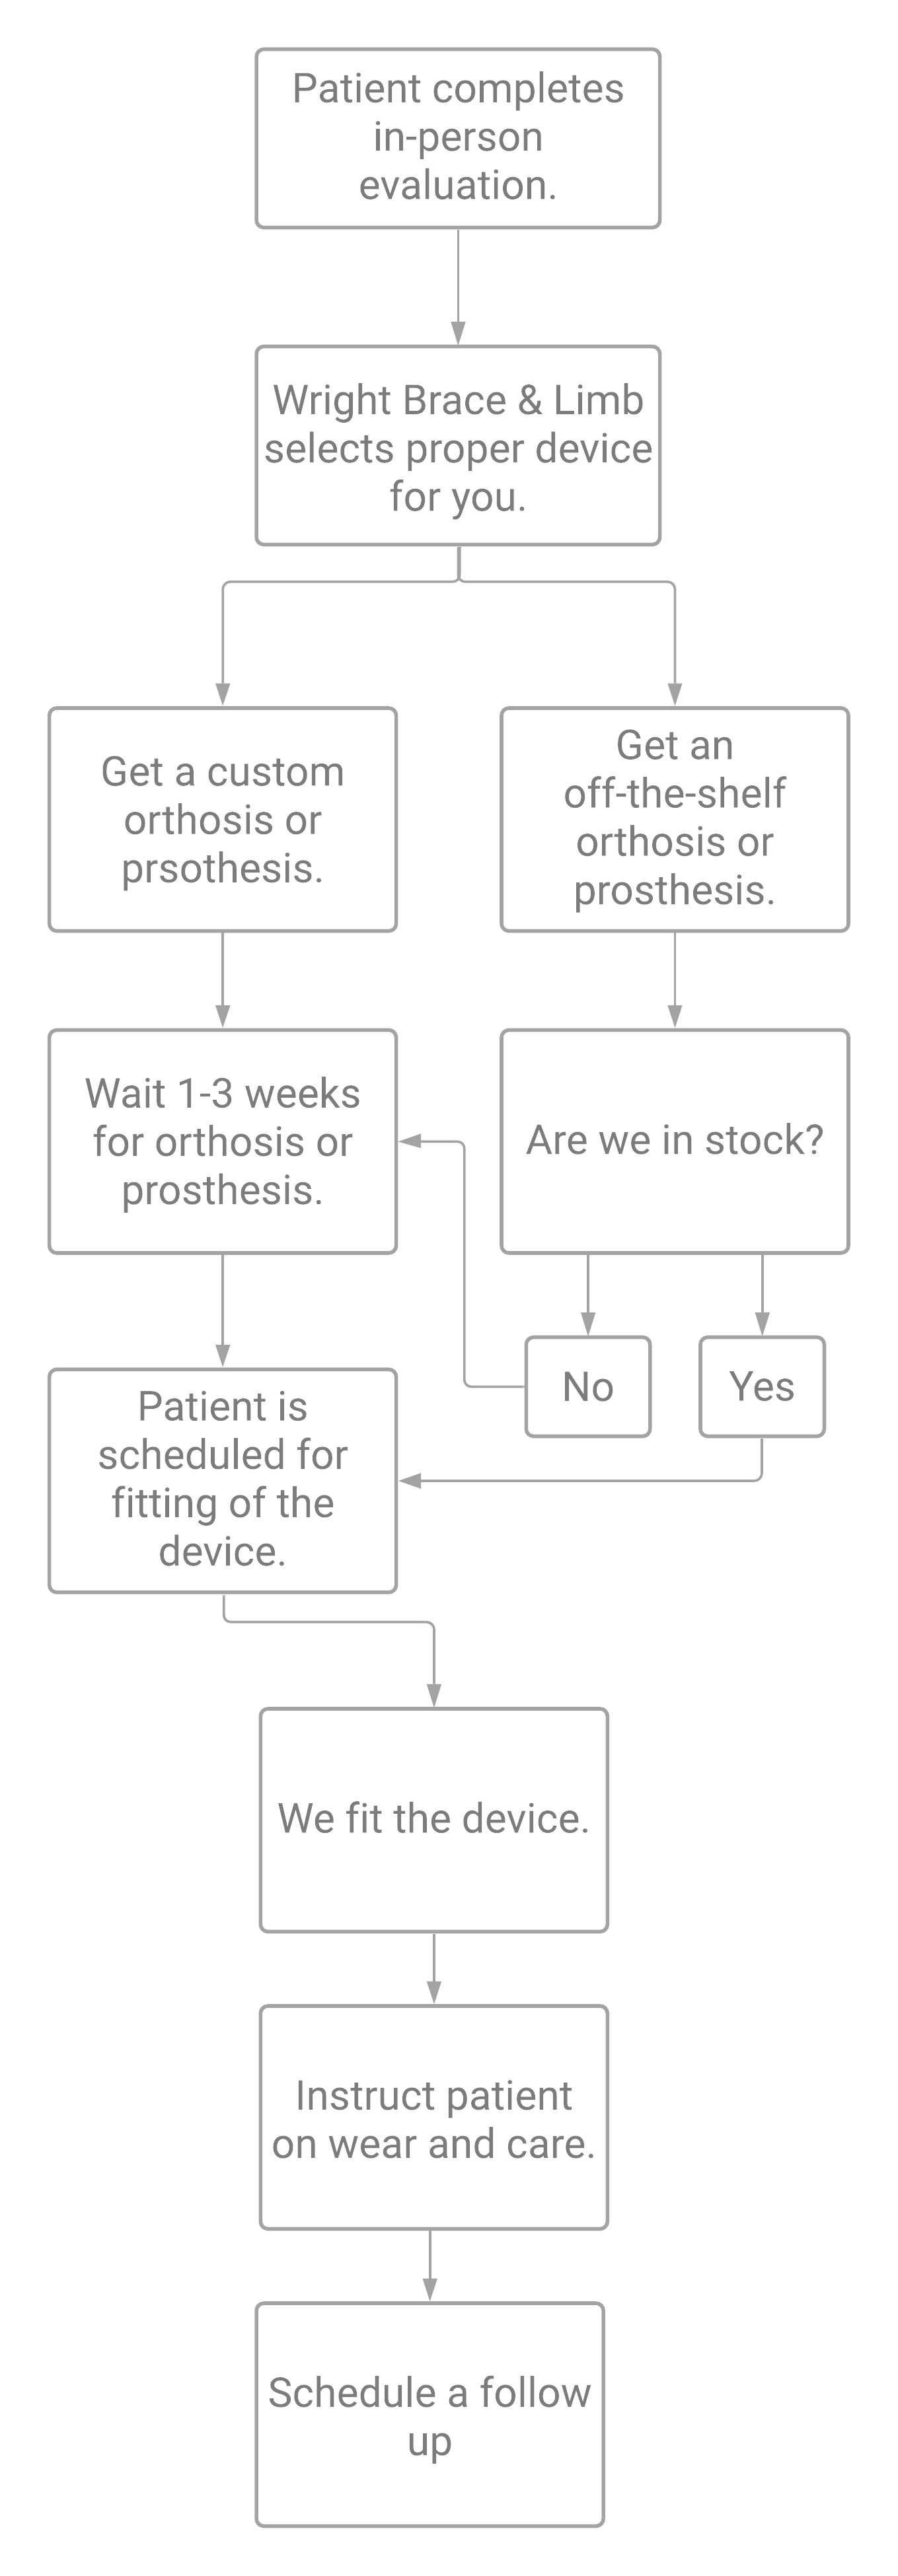 Patient completes
in-person
evaluation.
Wright Brace & Limb
selects proper device
for you.
Get a custom
orthosis or
prsothesis.
Get an
off-the-shelf
orthosis or
prosthesis.
Wait 1-3 weeks
for orthosis or
prosthesis.
Are we in stock?
No
Yes
Patient is
scheduled for
fitting of the
device.
We fit the device.
Instruct patient
on wear and care.
Schedule a follow
up